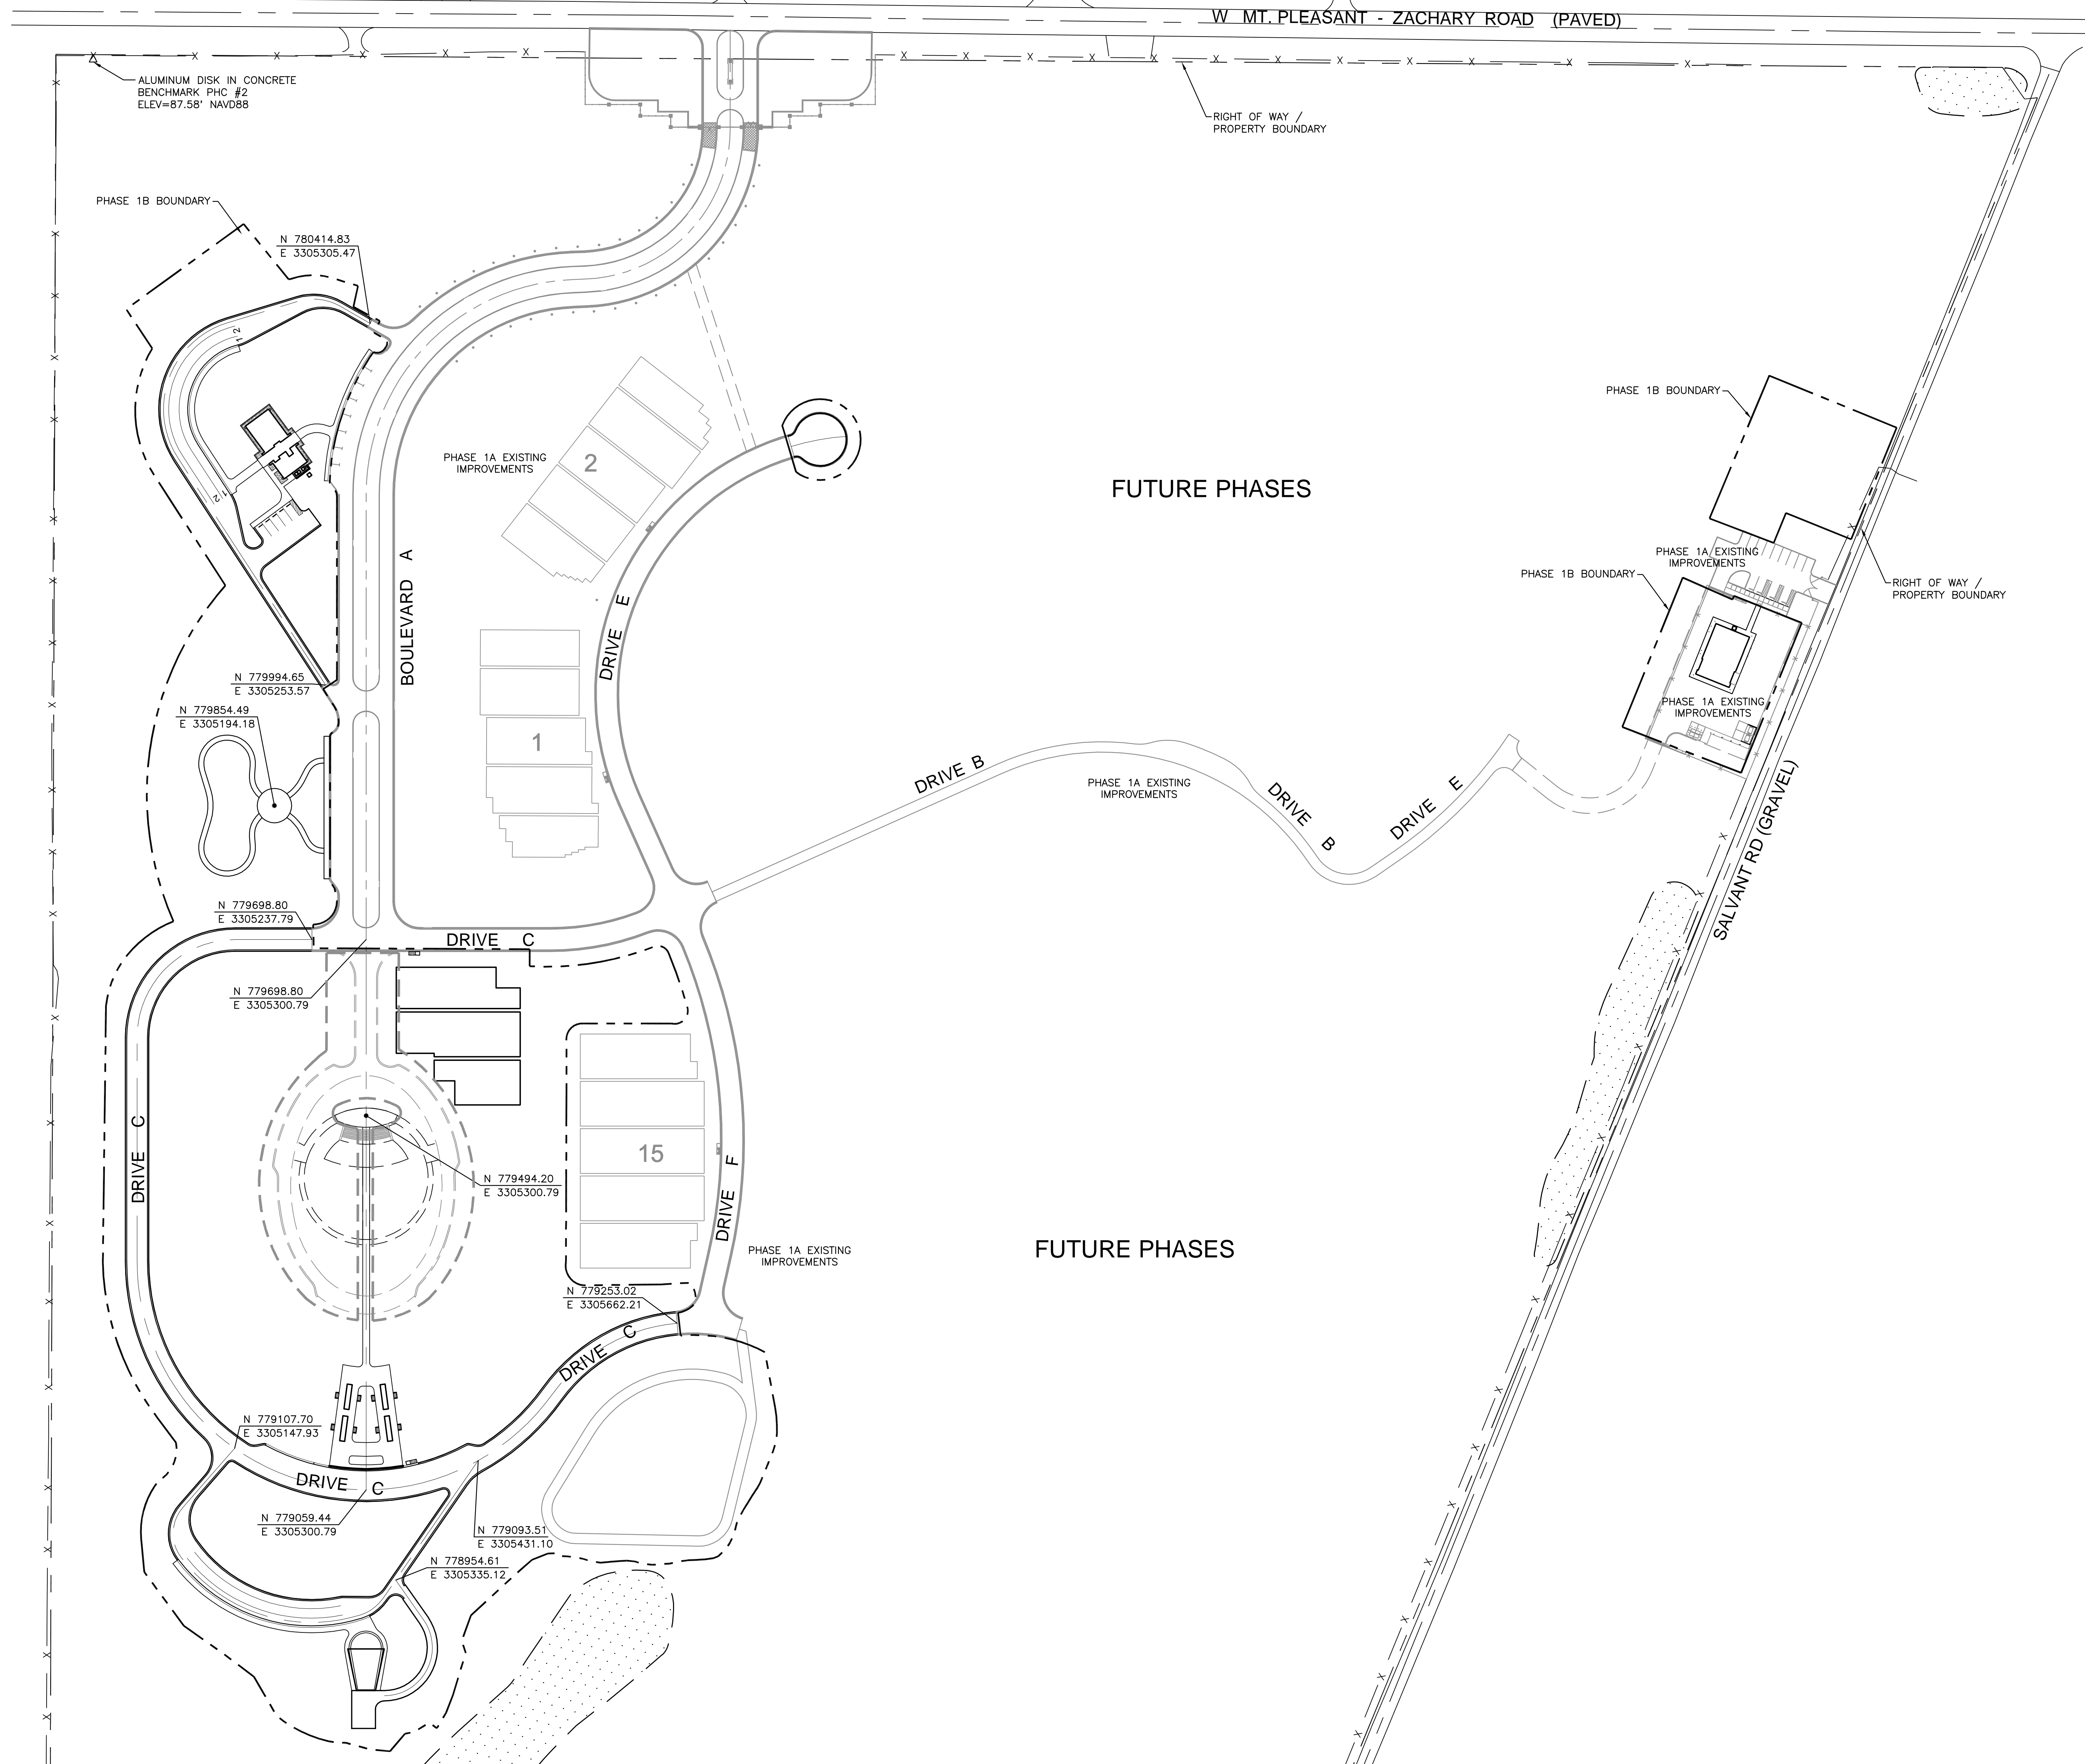 W MT. PLEASANT - ZACHARY ROAD (PAVED)
ALUMINUM DISK IN CONCRETE
BENCHMARK PHC #2
ELEV=87.58' NAVD88
RIGHT OF WAY /
PROPERTY BOUNDARY
PHASE 1B BOUNDARY
N 780414.83
E 3305305.47
12
12
PHASE 1A EXISTING
IMPROVEMENTS
2
FUTURE PHASES
PHASE 1B BOUNDARY
PHASE 1A EXISTING
IMPROVEMENTS
PHASE 1B BOUNDARY
RIGHT OF WAY /
PROPERTY BOUNDARY
BOULEVARD A
DRIVE E
N 779994.65
E 3305253.57
N 779854.49
E 3305194.18
1
PHASE 1A EXISTING
IMPROVEMENTS
DRIVE B
PHASE 1A EXISTING
IMPROVEMENTS
DRIVE B
DRIVE E
SALVANT RD (GRAVEL)
N 779698.80
E 3305237.79
DRIVE C
N 779698.80
E 3305300.79
DRIVE C
15
N 779494.20
E 3305300.79
DRIVE F
PHASE 1A EXISTING
IMPROVEMENTS
FUTURE PHASES
N 779253.02
E 3305662.21
DRIVE C
N 779107.70
E 3305147.93
DRIVE C
N 779059.44
E 3305300.79
N 779093.51
E 3305431.10
N 778954.61
E 3305335.12